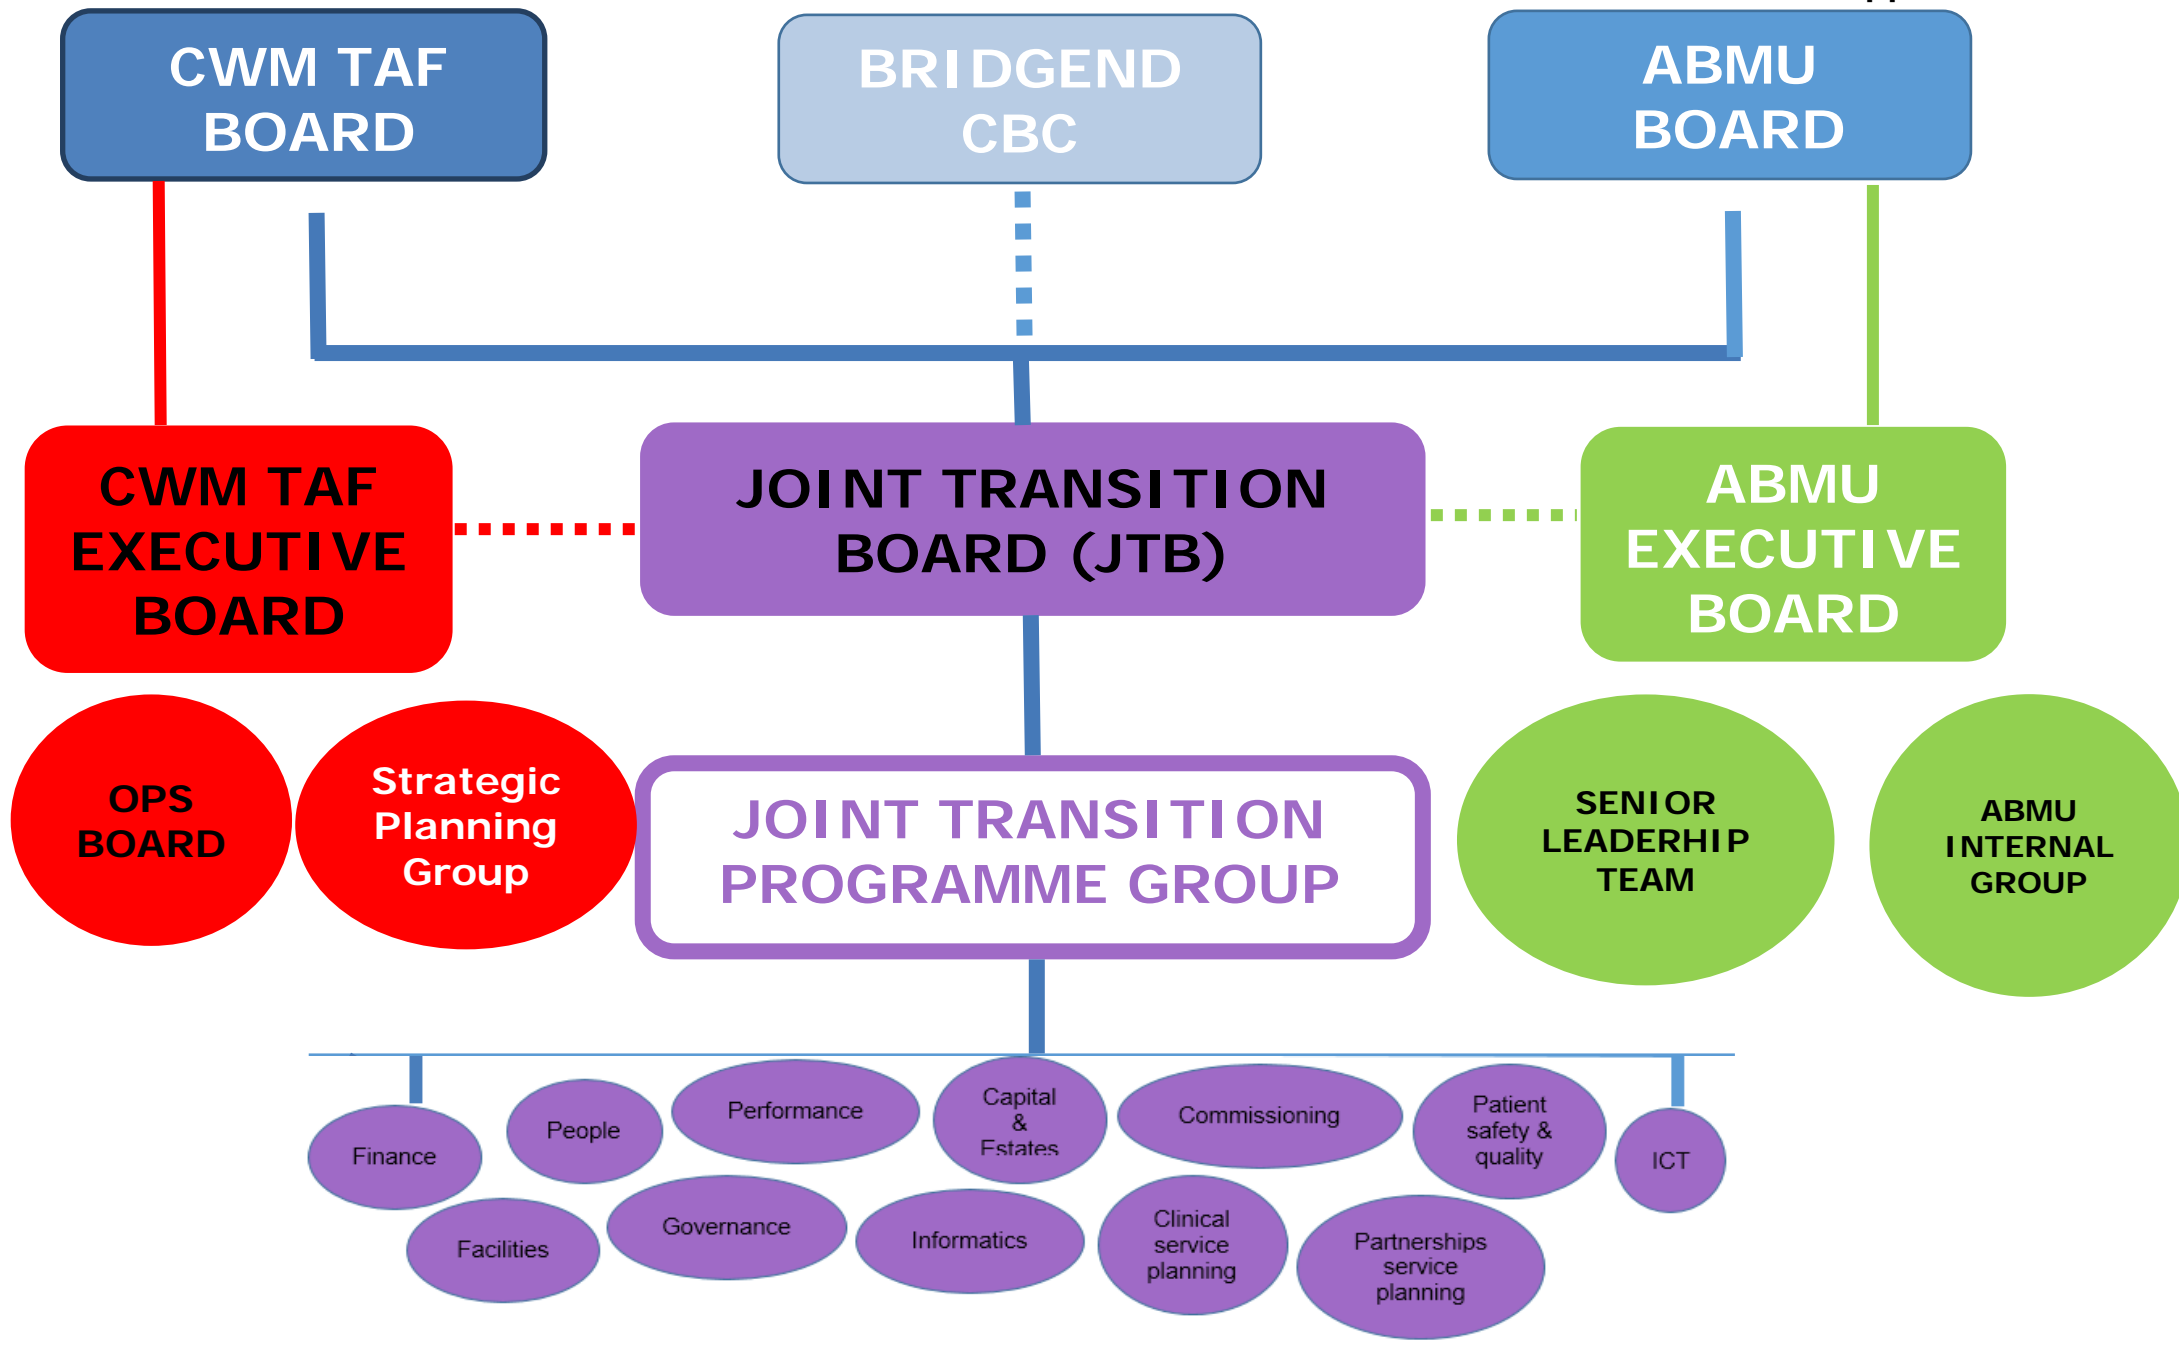 CWM TAF
BOARD
BRIDGEND
CBC
ABMU
BOARD
CWM TAF
EXECUTIVE
BOARD
JOINT TRANSITION
BOARD (JTB)
ABMU
EXECUTIVE
BOARD
OPS
BOARD
Strategic
Planning
Group
JOINT TRANSITION
PROGRAMME GROUP
SENIOR
LEADERHIP
TEAM
ABMU
INTERNAL
GROUP
Finance
People
Performance
Capital
&
Estates
Commissioning
Patient
safety &
quality
ICT
Facilities
Governance
Informatics
Clinical
service
planning
Partnerships
service
planning